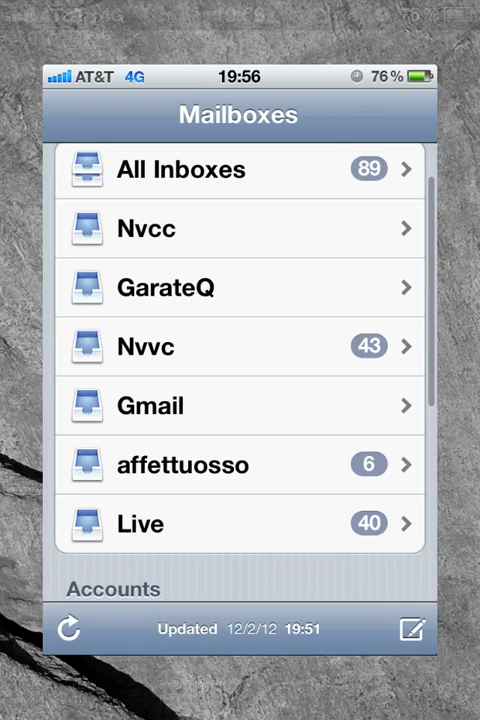 AT&T 4G 19:56 76%
Mailboxes
All Inboxes 89
Nvcc
GarateQ
Nvvc 43
Gmail
affettuosso 6
Live 40
Accounts
Updated 12/2/12 19:51